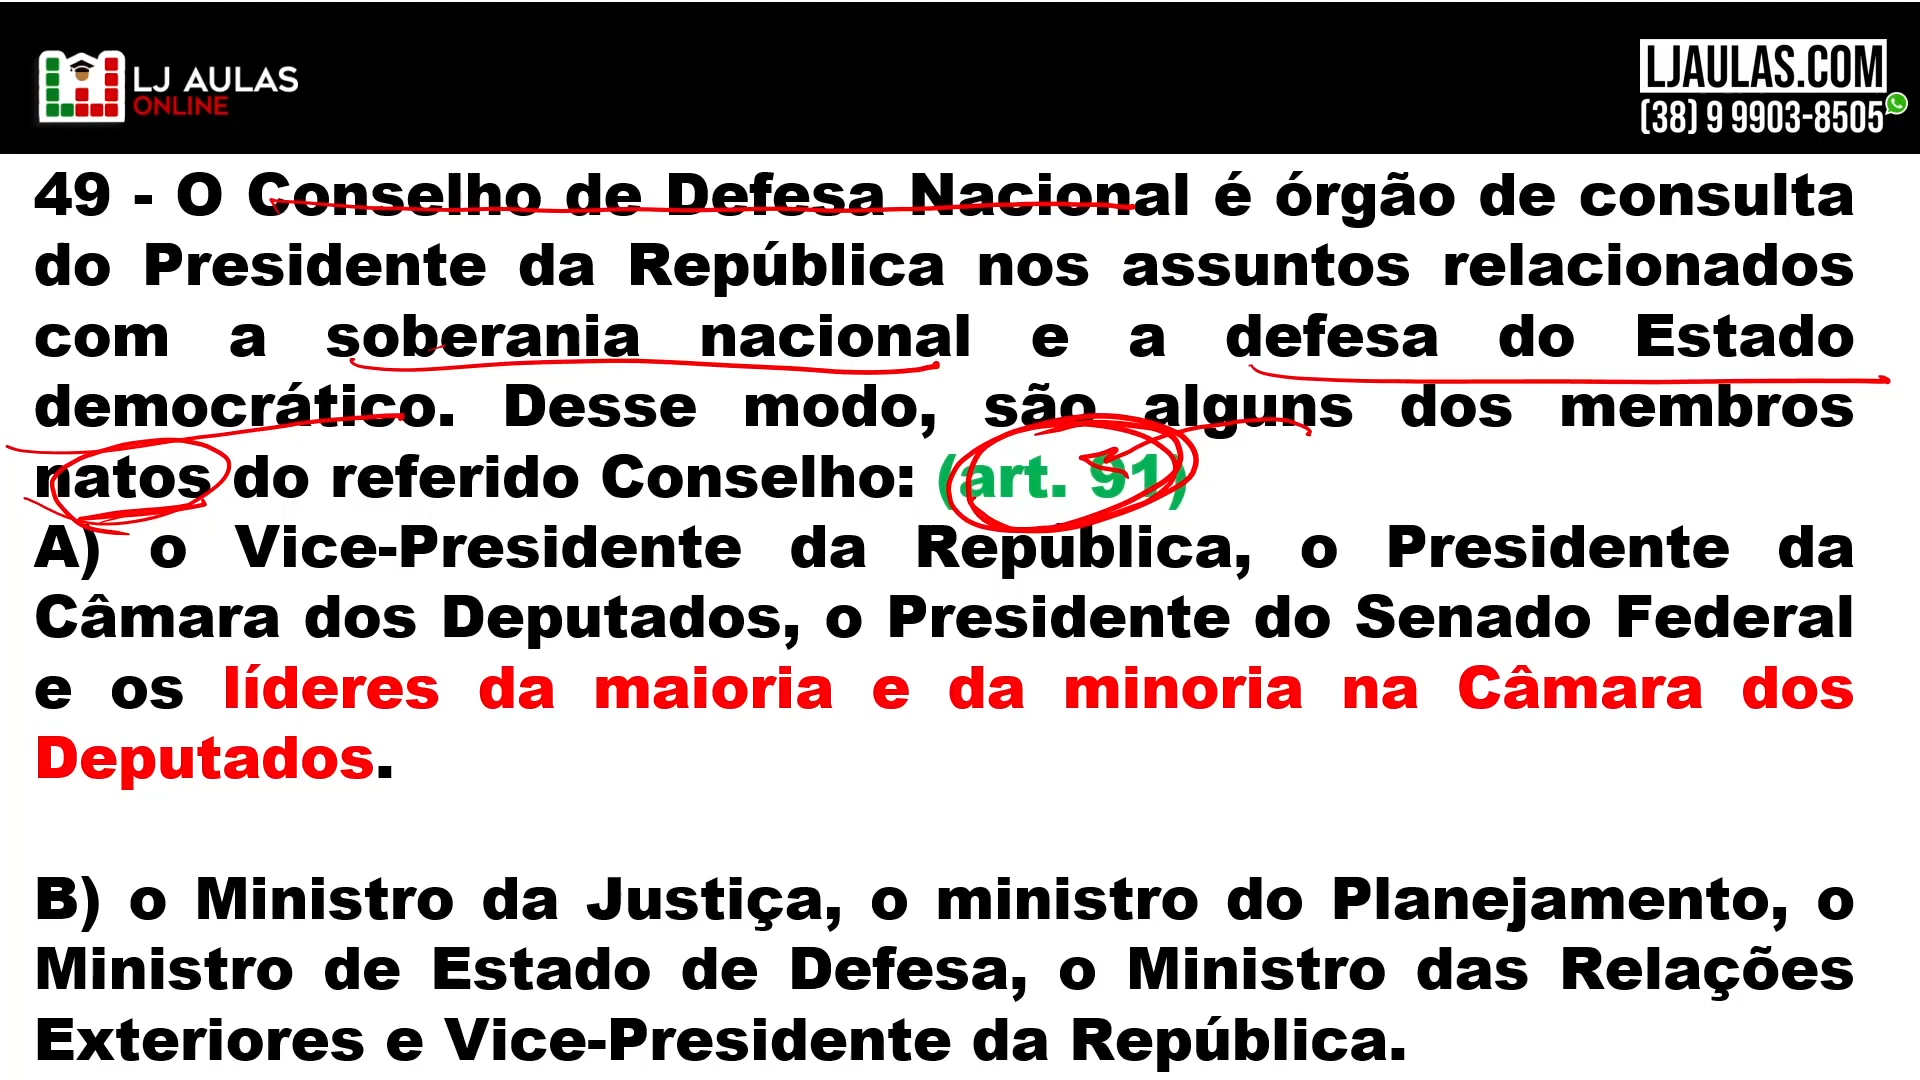 LJ AULAS
ONLINE
LJAULAS.COM
(38) 9 9903-8505
49 - O Conselho de Defesa Nacional é órgão de consulta
do Presidente da República nos assuntos relacionados
com a soberania nacional e a defesa do Estado
democrático. Desse modo, são alguns dos membros
natos do referido Conselho: (art. 91)
A) o Vice-Presidente da República, o Presidente da
Câmara dos Deputados, o Presidente do Senado Federal
e os líderes da maioria e da minoria na Câmara dos
Deputados.
B) o Ministro da Justiça, o ministro do Planejamento, o
Ministro de Estado de Defesa, o Ministro das Relações
Exteriores e Vice-Presidente da República.